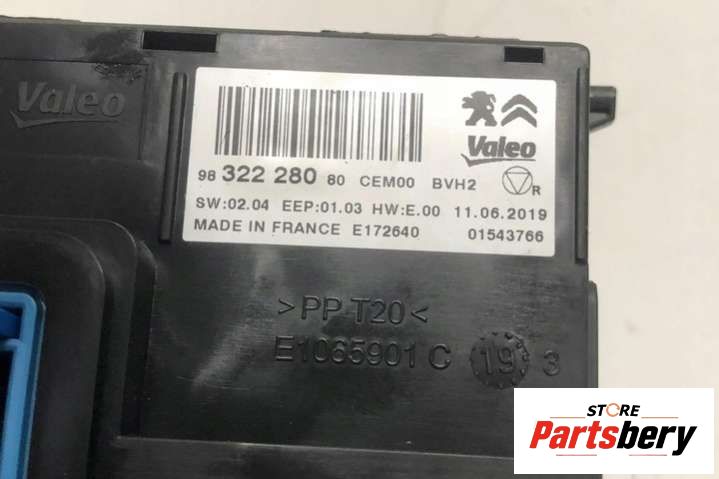 Valeo
Valeo
98 322 280 80 CEM00 BVH2
R
SW:02.04 EEP:01.03 HW:E.00 11.06.2019
MADE IN FRANCE E172640 01543766
>PP T20<
E1065901 C 19 3
STORE
Partsbery